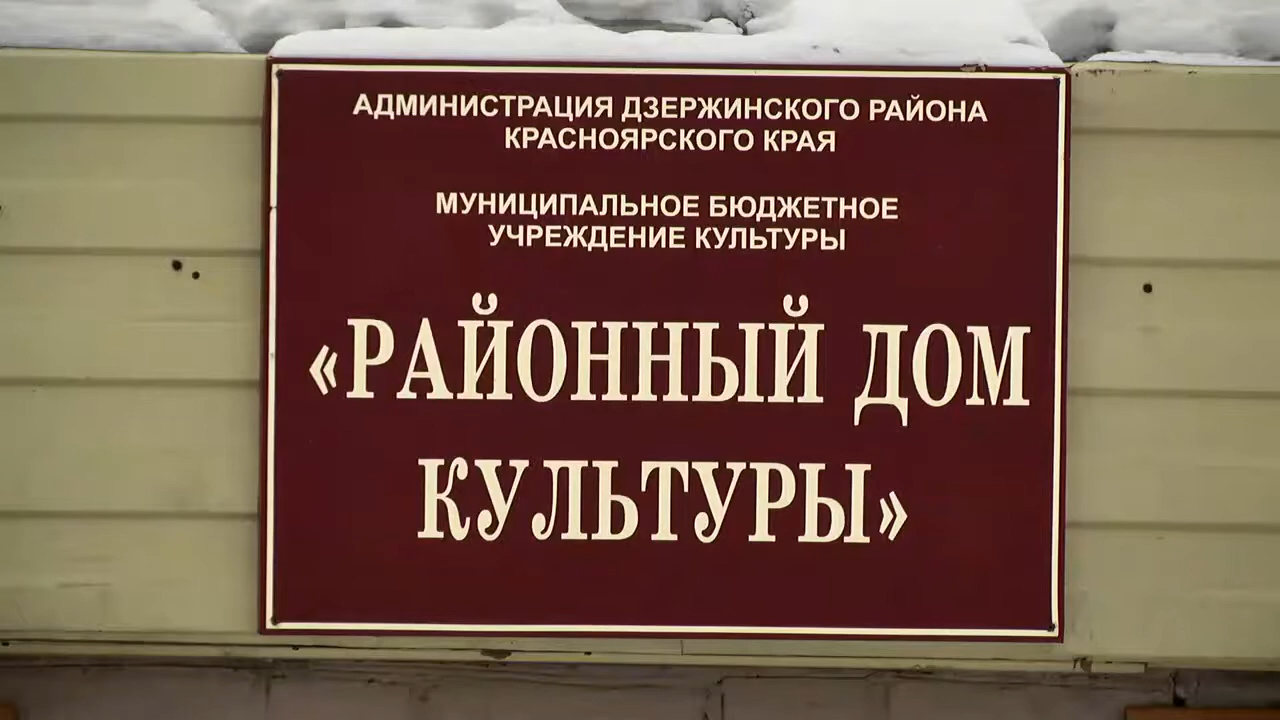 АДМИНИСТРАЦИЯ ДЗЕРЖИНСКОГО РАЙОНА
КРАСНОЯРСКОГО КРАЯ
МУНИЦИПАЛЬНОЕ БЮДЖЕТНОЕ
УЧРЕЖДЕНИЕ КУЛЬТУРЫ
«РАЙОННЫЙ ДОМ
КУЛЬТУРЫ»